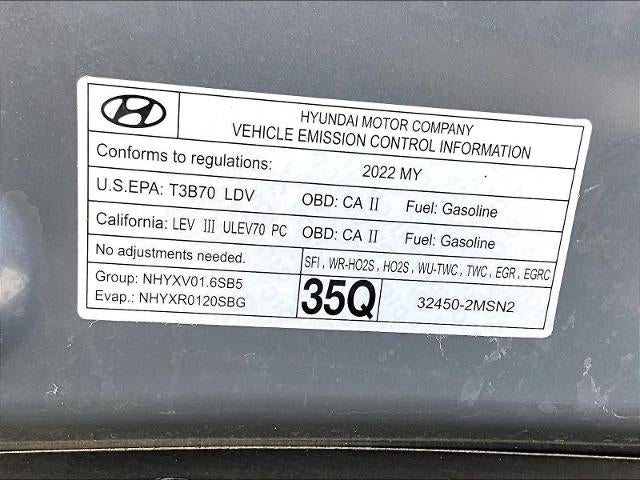 HYUNDAI MOTOR COMPANY
VEHICLE EMISSION CONTROL INFORMATION
Conforms to regulations: 2022 MY
U.S.EPA: T3B70 LDV OBD: CA II Fuel: Gasoline
California: LEV III ULEV70 PC OBD: CA II Fuel: Gasoline
No adjustments needed. SFI, WR-HO2S, HO2S, WU-TWC, TWC, EGR, EGRC
Group: NHYXV01.6SB5
Evap.: NHYXR0120SBG
35Q
32450-2MSN2